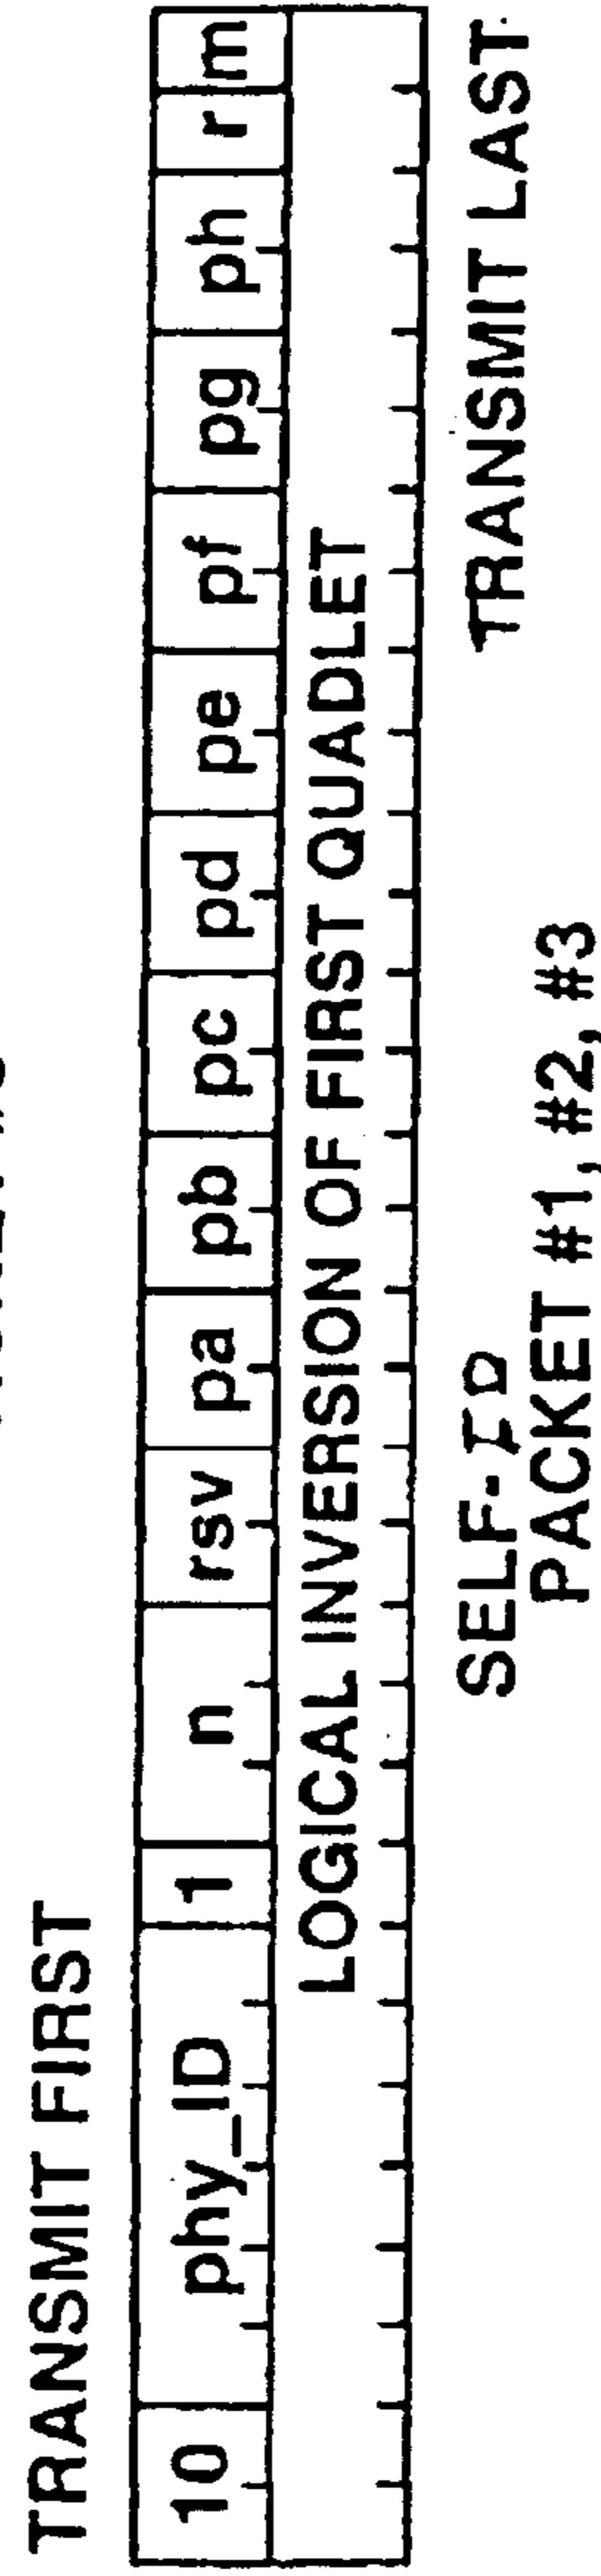 TRANSMIT FIRST
10 phy_ID 1 n rsv pa pb pc pd pe pf pg ph r m
LOGICAL INVERSION OF FIRST QUADLET
TRANSMIT LAST
SELF-ID
PACKET #1, #2, #3